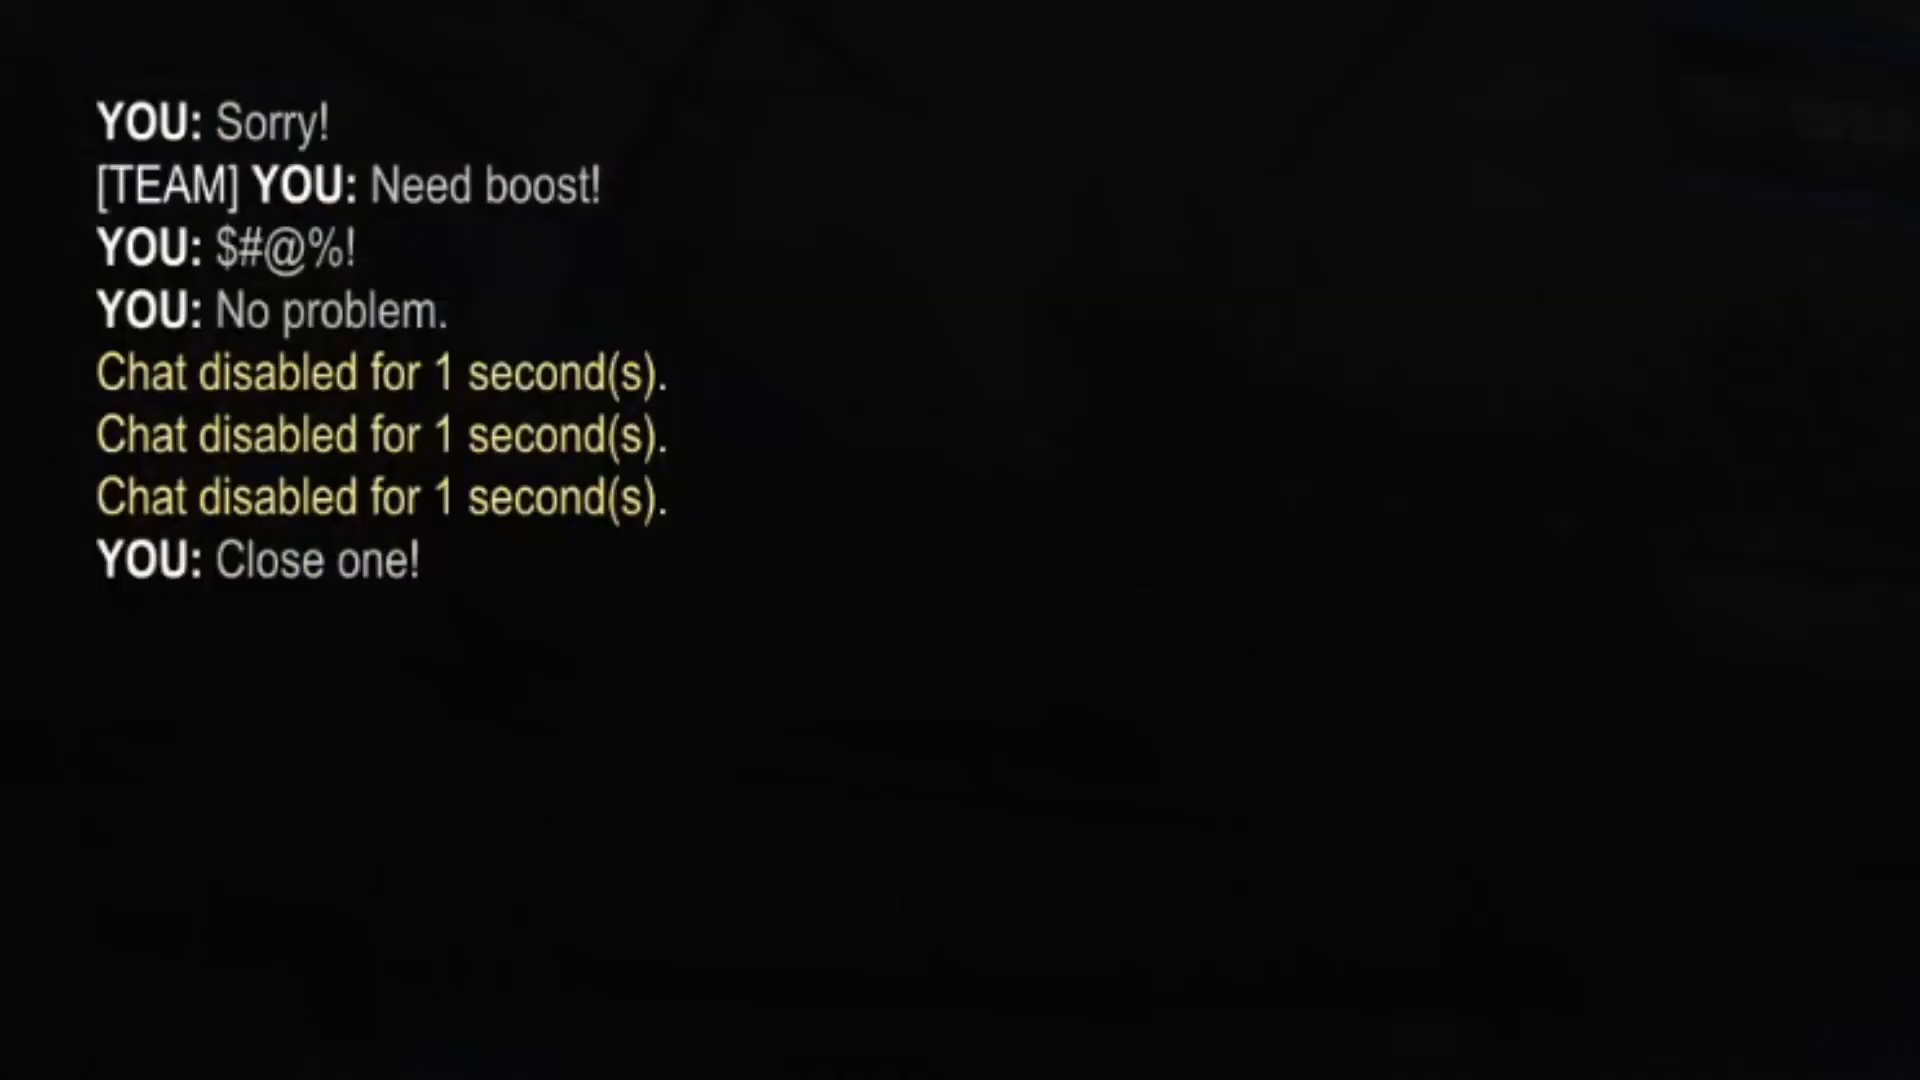 YOU: Sorry!
[TEAM] YOU: Need boost!
YOU: $#@%!
YOU: No problem.
Chat disabled for 1 second(s).
Chat disabled for 1 second(s).
Chat disabled for 1 second(s).
YOU: Close one!